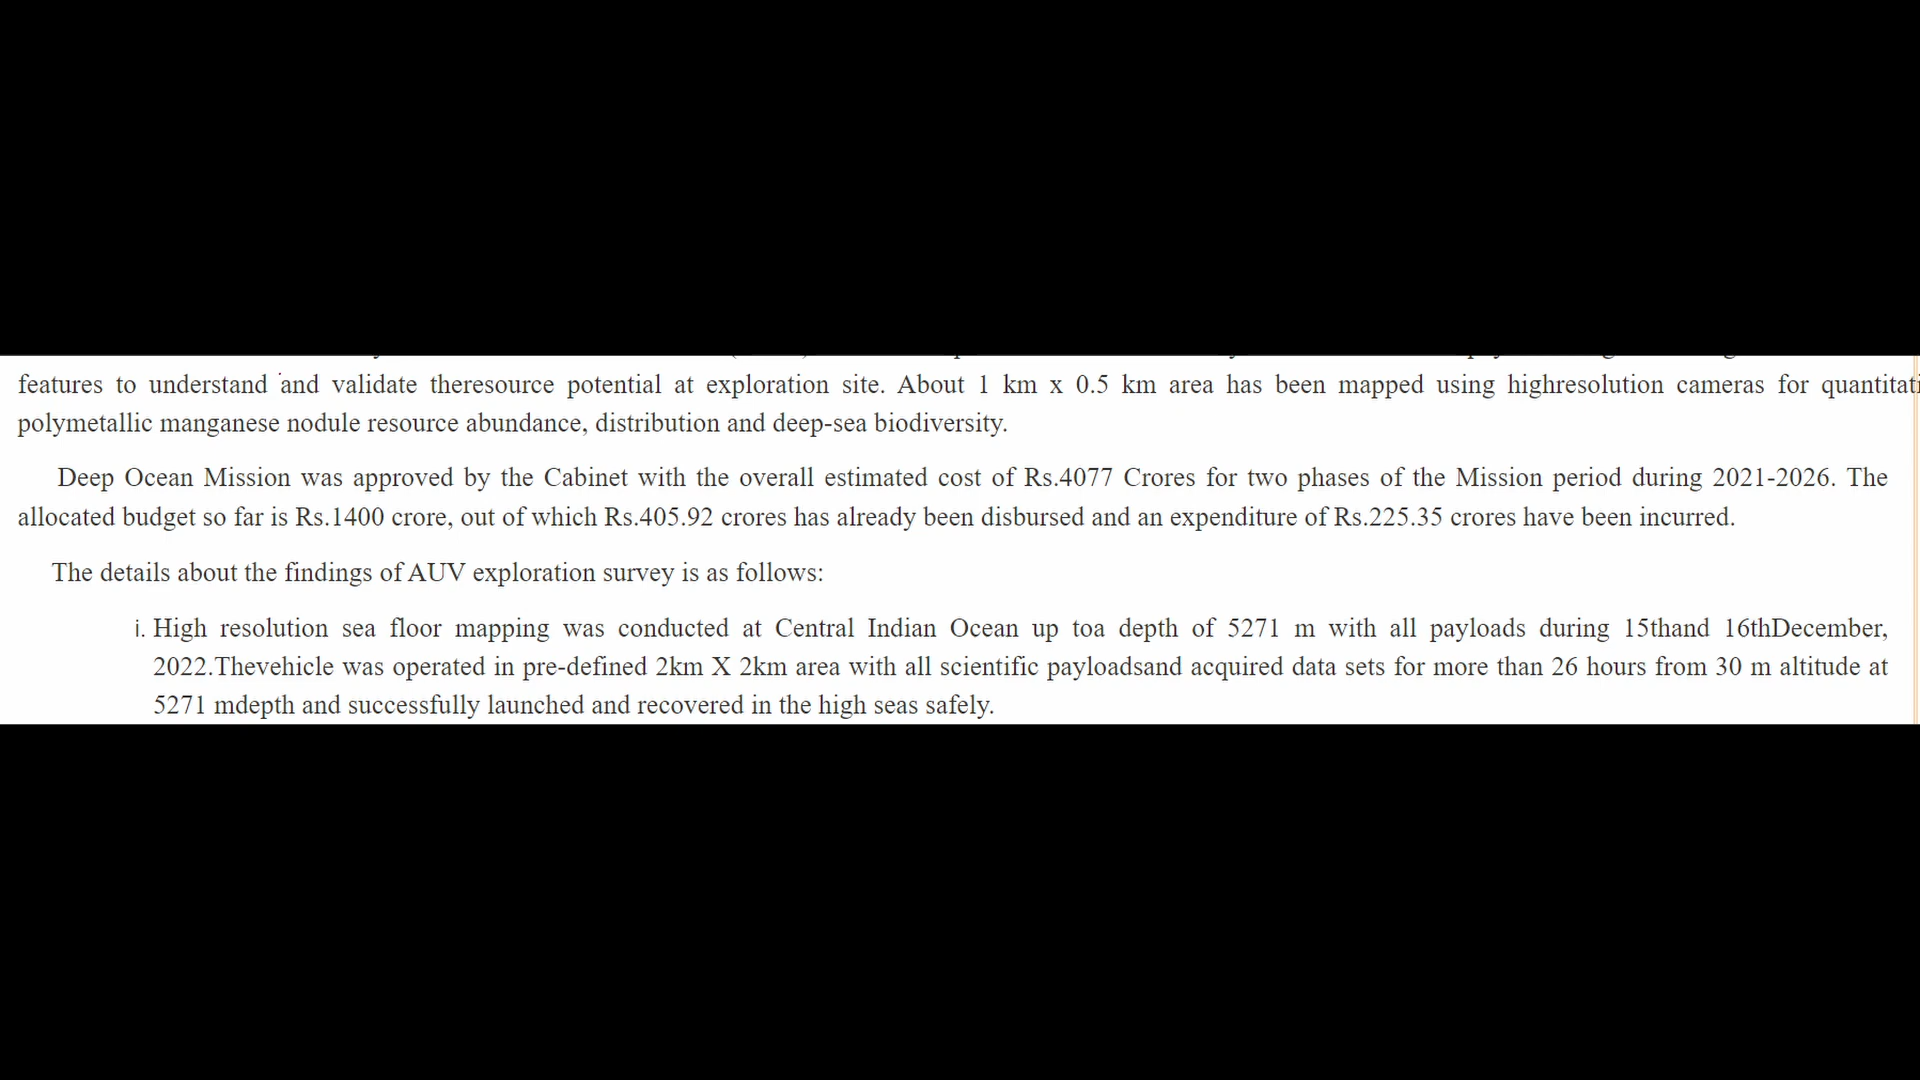 features to understand and validate theresource potential at exploration site. About 1 km x 0.5 km area has been mapped using highresolution cameras for
polymetallic manganese nodule resource abundance, distribution and deep-sea biodiversity.
Deep Ocean Mission was approved by the Cabinet with the overall estimated cost of Rs.4077 Crores for two phases of the Mission period during 2021-2026. The
allocated budget so far is Rs.1400 crore, out of which Rs.405.92 crores has already been disbursed and an expenditure of Rs.225.35 crores have been incurred.
The details about the findings of AUV exploration survey is as follows:
i. High resolution sea floor mapping was conducted at Central Indian Ocean up toa depth of 5271 m with all payloads during 15thand 16thDecember,
2022.Thevehicle was operated in pre-defined 2km X 2km area with all scientific payloadsand acquired data sets for more than 26 hours from 30 m altitude at
5271 mdepth and successfully launched and recovered in the high seas safely.